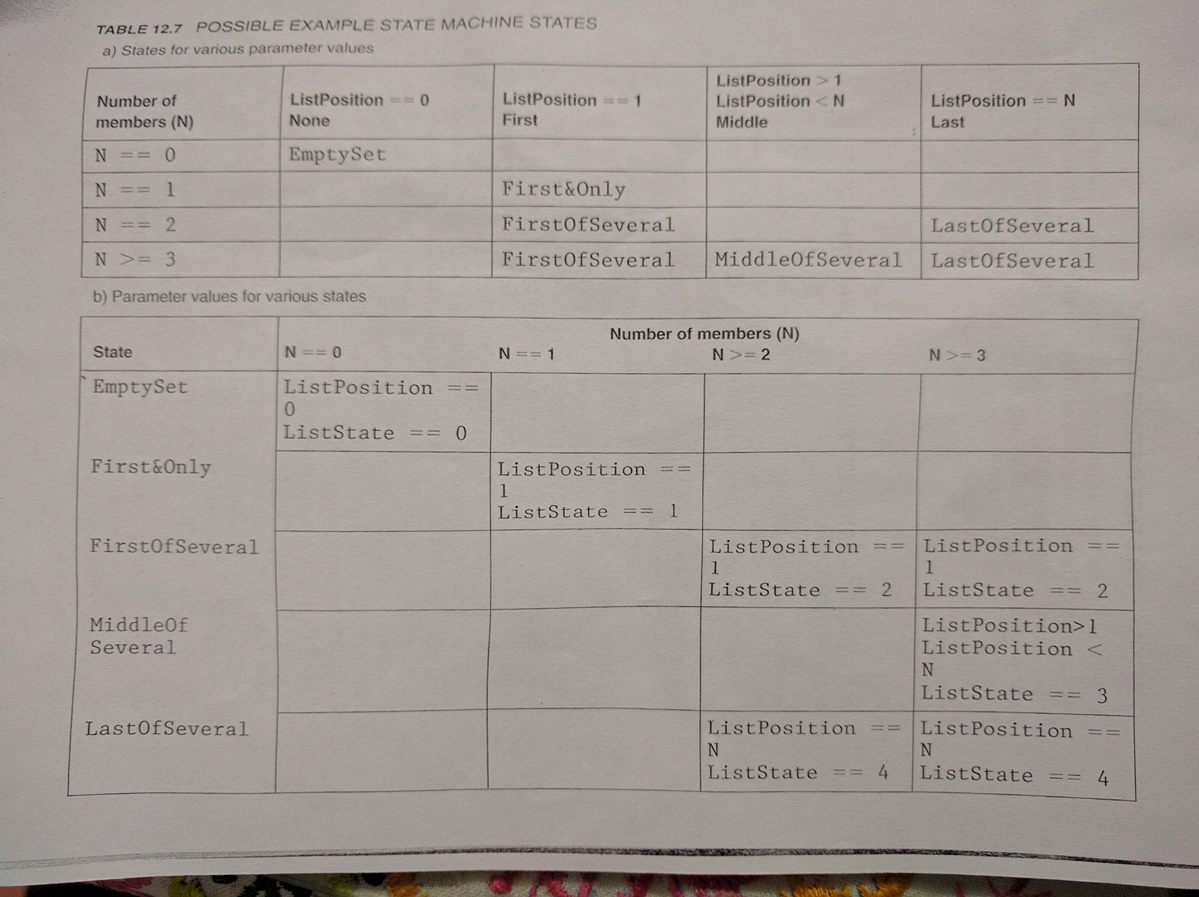 TABLE 12.7 POSSIBLE EXAMPLE STATE MACHINE STATES
a) States for various parameter values
Number of members (N) ListPosition == 0 None ListPosition == 1 First ListPosition > 1 ListPosition < N Middle ListPosition == N Last
N == 0 EmptySet
N == 1 First&Only
N == 2 FirstOfSeveral LastOfSeveral
N >= 3 FirstOfSeveral MiddleOfSeveral LastOfSeveral
b) Parameter values for various states
Number of members (N)
State N == 0 N == 1 N >= 2 N >= 3
EmptySet ListPosition ==
0
ListState == 0
First&Only ListPosition ==
1
ListState == 1
FirstOfSeveral ListPosition == ListPosition ==
1 1
ListState == 2 ListState == 2
MiddleOf ListPosition>1
Several ListPosition <
N
ListState == 3
LastOfSeveral ListPosition == ListPosition ==
N N
ListState == 4 ListState == 4